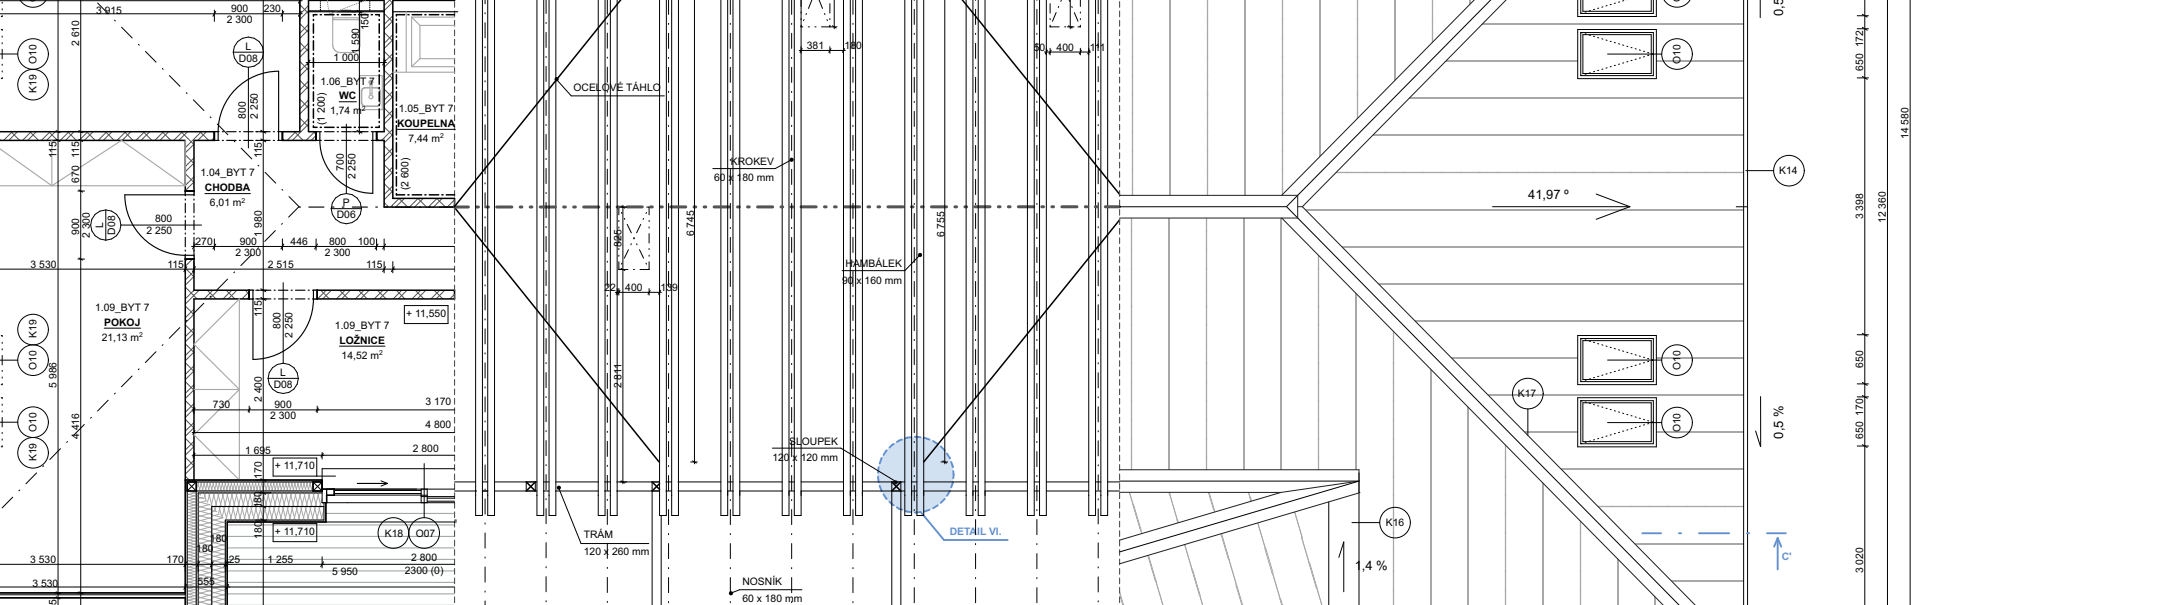 3 915
900
2 300
230
2 610
O10
K19
L
D08
800
2 250
150
1 590
1 000
1.06_BYT 7
WC
1,74 m²
(1 200)
1.05_BYT 7
KOUPELNA
7,44 m²
(2 600)
115
115
670
115
1.04_BYT 7
CHODBA
6,01 m²
700
2 250
P
D06
L
D08
800
2 250
900
2 300
1 980
270
900
2 300
446
800
2 300
100
3 530
115
2 515
115
1.09_BYT 7
POKOJ
21,13 m²
115
800
2 250
+ 11,550
1.09_BYT 7
LOŽNICE
14,52 m²
K19
O10
5 986
L
D08
2 400
730
900
2 300
3 170
O10
K19
4 416
4 800
1 695
2 800
170
+ 11,710
180
180
+ 11,710
180
180
K18
O07
3 530
170
25
1 255
2 800
5 950
2300 (0)
3 530
555
OCELOVÉ TÁHLO
381
180
50
400
111
KROKEV
60 x 180 mm
825
6 745
6 755
HAMBÁLEK
90 x 160 mm
22
400
139
2 811
SLOUPEK
120 x 120 mm
TRÁM
120 x 260 mm
DETAIL VI.
NOSNÍK
60 x 180 mm
0,5
O10
172
650
14 580
K14
41,97 º
3 398
12 360
O10
650
K17
170
O10
650
0,5 %
K16
1,4 %
C'
3 020